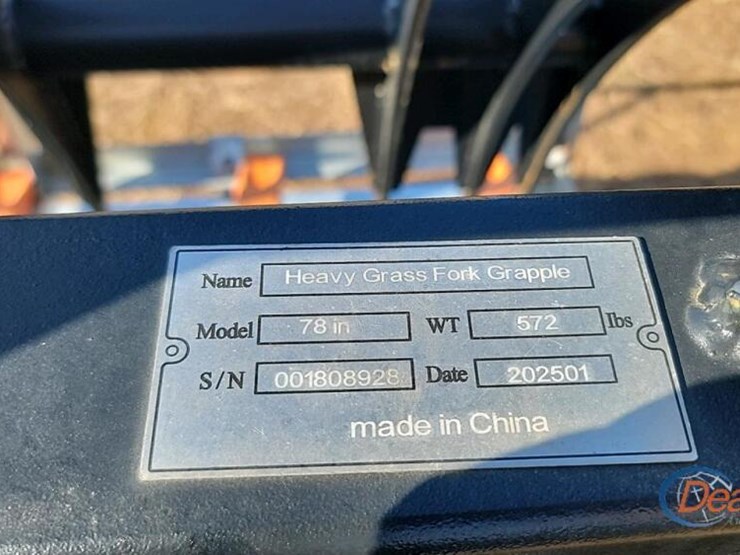 Name Heavy Grass Fork Grapple
Model 78 in WT 572 lbs
S/N 001808928 Date 202501
made in China